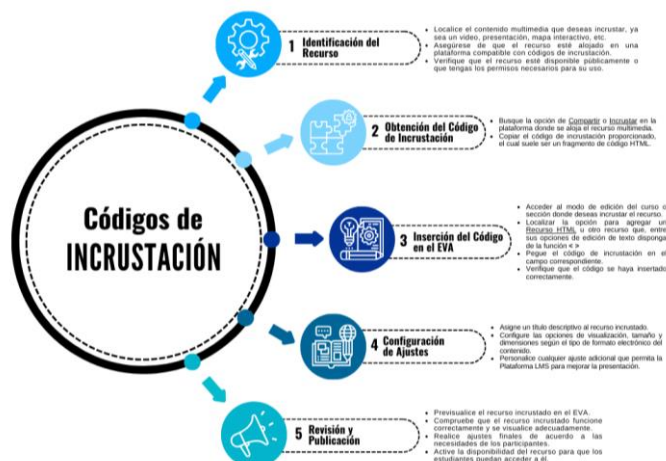 Códigos de
INCRUSTACIÓN
1 Identificación del
Recurso
• Localice el contenido multimedia que deseas incrustar, ya
sea un video, presentación, mapa interactivo, etc.
• Asegúrese de que el recurso esté alojado en una
plataforma compatible con códigos de incrustación.
• Verifique que el recurso esté disponible públicamente o
que tengas los permisos necesarios para su uso.
2 Obtención del Código
de Incrustación
• Busque la opción de Compartir o Incrustar en la
plataforma donde se aloja el recurso multimedia.
• Copiar el código de incrustación proporcionado,
el cual suele ser un fragmento de código HTML.
3 Inserción del Código
en el EVA
• Acceder al modo de edición del curso o
sección donde deseas incrustar el recurso.
• Localizar la opción para agregar un
Recurso HTML u otro recurso que, entre
sus opciones de edición de texto disponga
de la función < >
• Pegue el código de incrustación en el
campo correspondiente.
• Verifique que el código se haya insertado
correctamente.
4 Configuración
de Ajustes
• Asigne un título descriptivo al recurso incrustado.
• Configure las opciones de visualización, tamaño y
dimensiones según el tipo de formato electrónico del
contenido.
• Personalice cualquier ajuste adicional que permita la
Plataforma LMS para mejorar la presentación.
5 Revisión y
Publicación
• Previsualice el recurso incrustado en el EVA.
• Compruebe que el recurso incrustado funcione
correctamente y se visualice adecuadamente.
• Realice ajustes finales de acuerdo a las
necesidades de los participantes.
• Active la disponibilidad del recurso para que los
estudiantes puedan acceder a él.